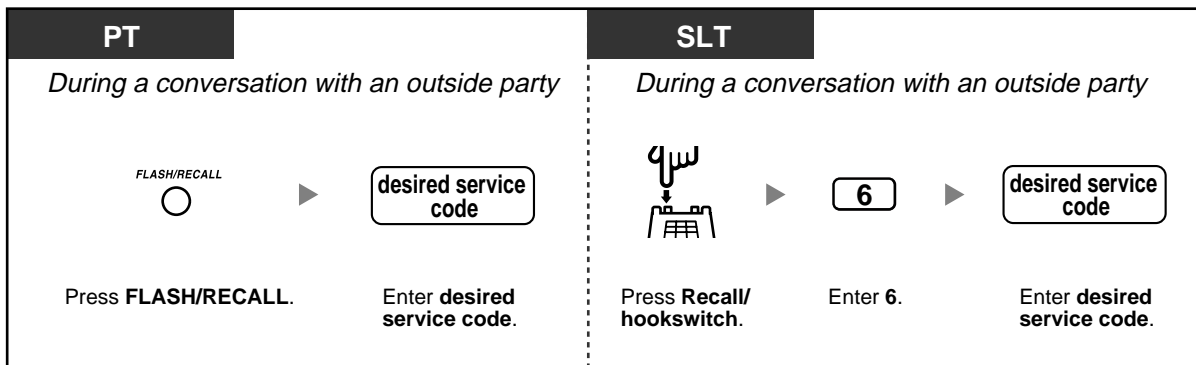 PT
During a conversation with an outside party
FLASH/RECALL
desired service
code
Press FLASH/RECALL.
Enter desired
service code.
SLT
During a conversation with an outside party
6
desired service
code
Press Recall/
hookswitch.
Enter 6.
Enter desired
service code.